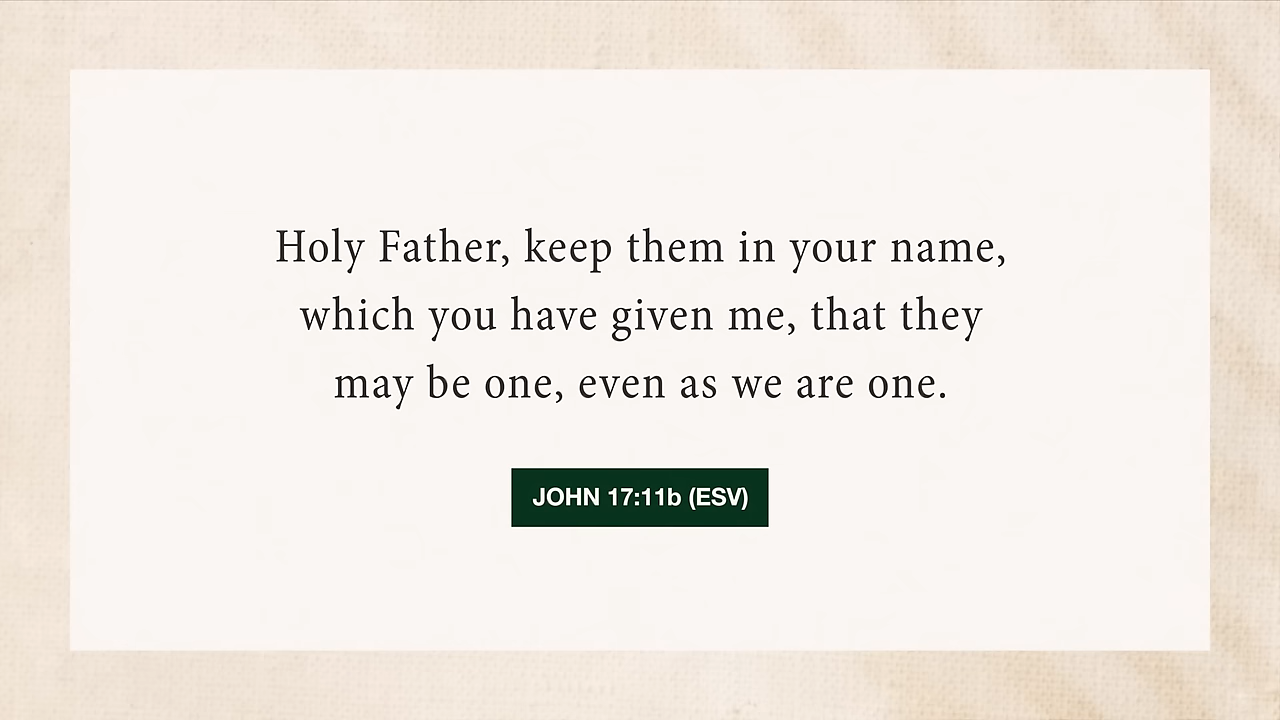 Holy Father, keep them in your name,
which you have given me, that they
may be one, even as we are one.
JOHN 17:11b (ESV)